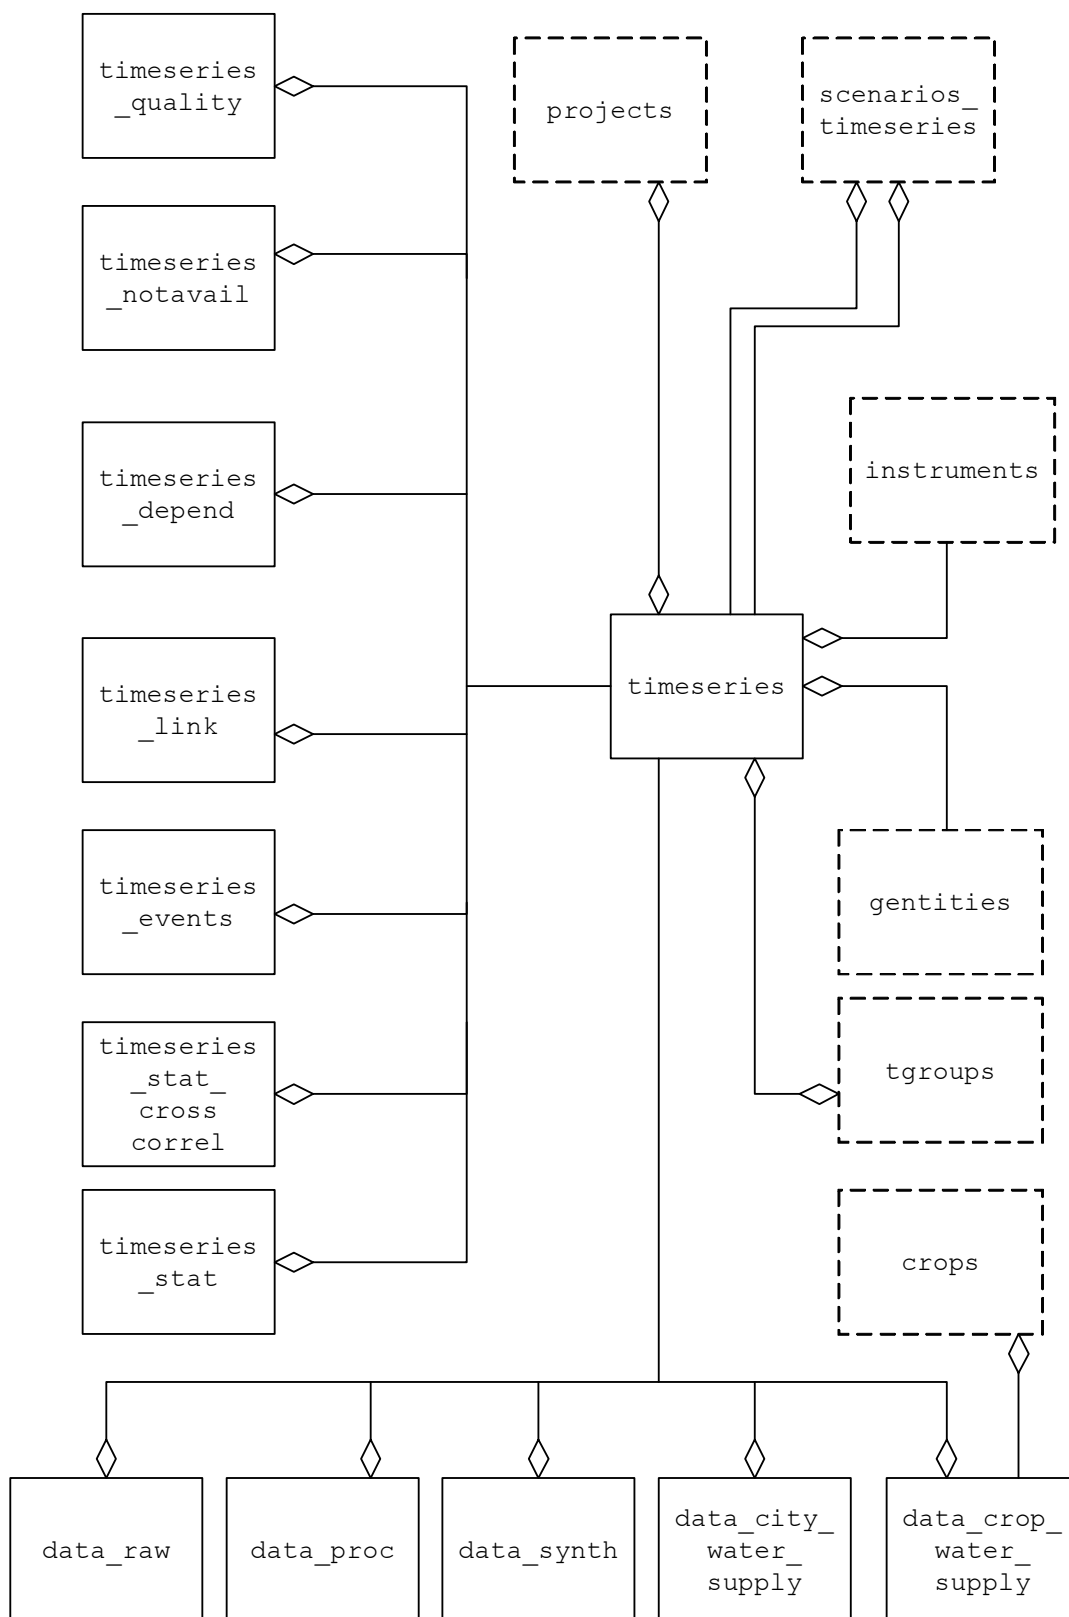 timeseries
_quality
projects
scenarios_
timeseries
timeseries
_notavail
timeseries
_depend
instruments
timeseries
_link
timeseries
timeseries
_events
gentities
timeseries
_stat_
cross
correl
tgroups
timeseries
_stat
crops
data_raw
data_proc
data_synth
data_city_
water_
supply
data_crop_
water_
supply